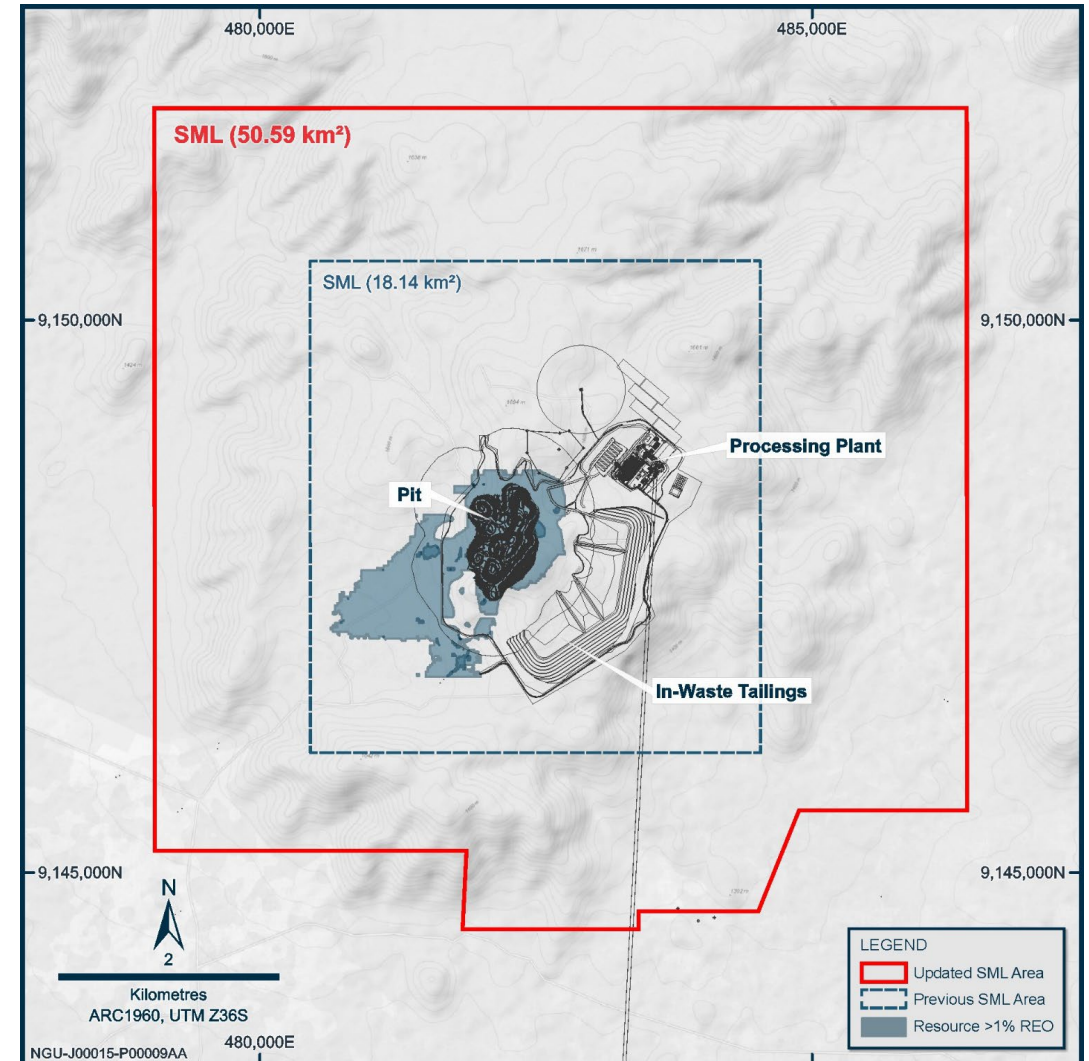 480,000E
485,000E
SML (50.59 km²)
SML (18.14 km²)
9,150,000N
9,150,000N
Processing Plant
Pit
In-Waste Tailings
9,145,000N
9,145,000N
N
2
Kilometres
ARC1960, UTM Z36S
480,000E
NGU-J00015-P00009AA
LEGEND
Updated SML Area
Previous SML Area
Resource >1% REO